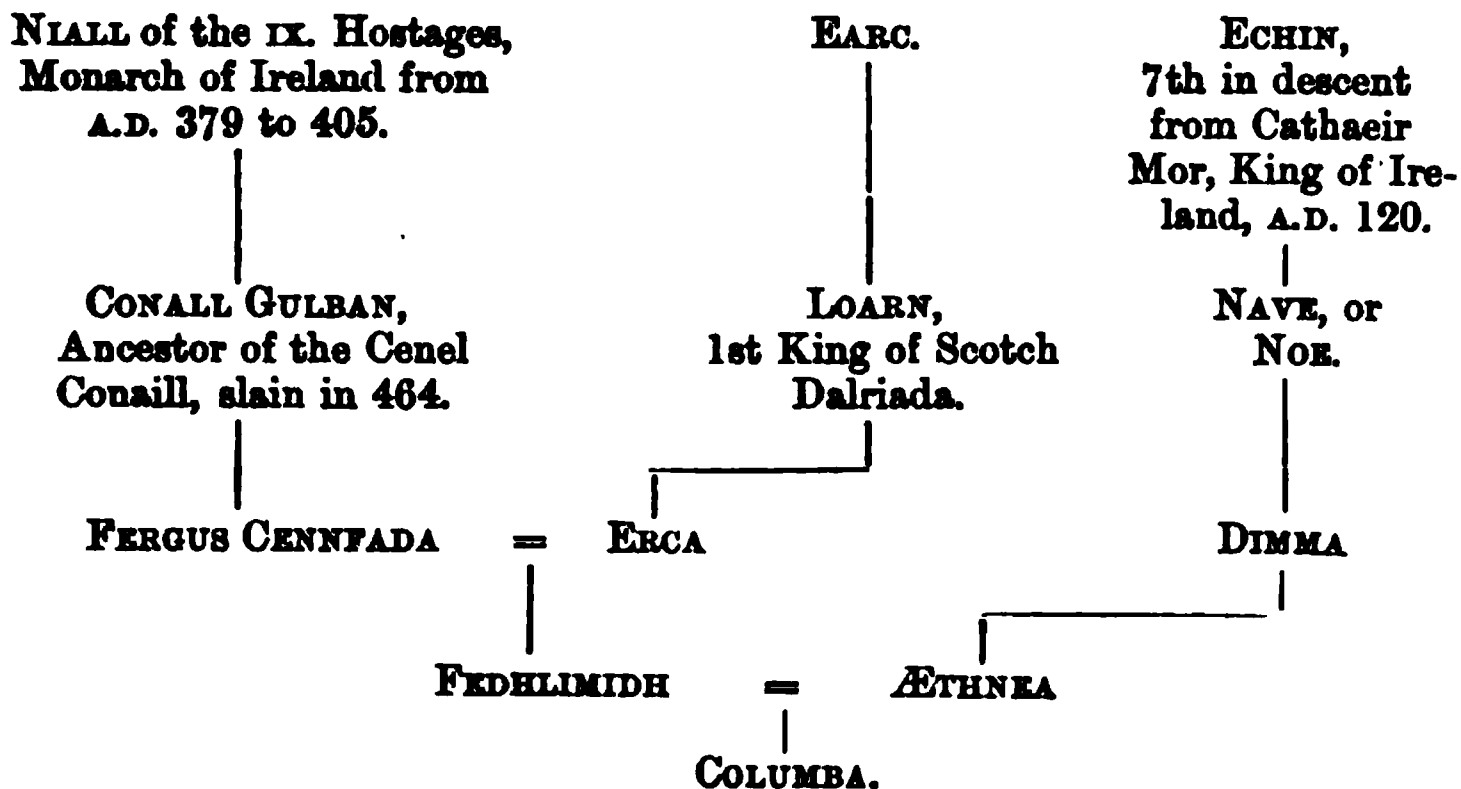 NIALL of the IX. Hostages,
Monarch of Ireland from
A.D. 379 to 405.
EARC.
ECHIN,
7th in descent
from Cathaeir
Mor, King of Ire-
land, A.D. 120.
CONALL GULBAN,
Ancestor of the Cenel
Conaill, slain in 464.
LOARN,
1st King of Scotch
Dalriada.
NAVE, or
NOE.
FERGUS CENNFADA = ERCA
DIMMA
FEDHLIMIDH = ÆTHNEA
COLUMBA.